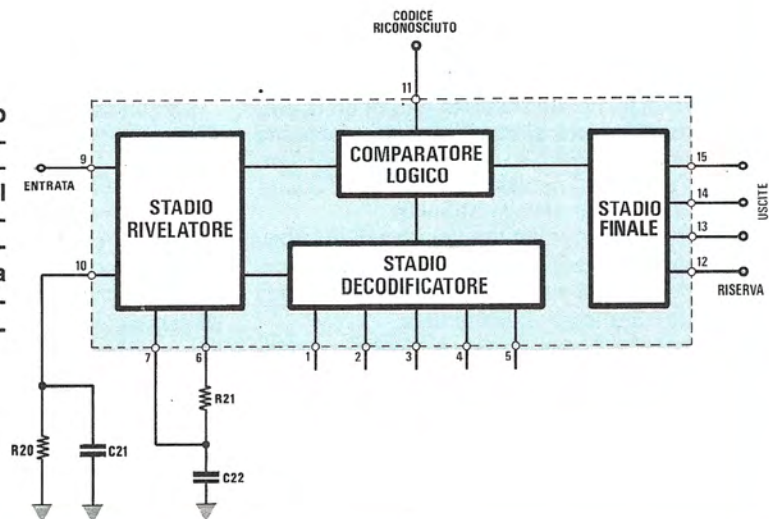 CODICE
RICONOSCIUTO
11
9
ENTRATA
STADIO
RIVELATORE
COMPARATORE
LOGICO
STADIO
FINALE
15
14
13
12
USCITE
RISERVA
10
STADIO
DECODIFICATORE
7
6
1
2
3
4
5
R21
R20
C21
C22